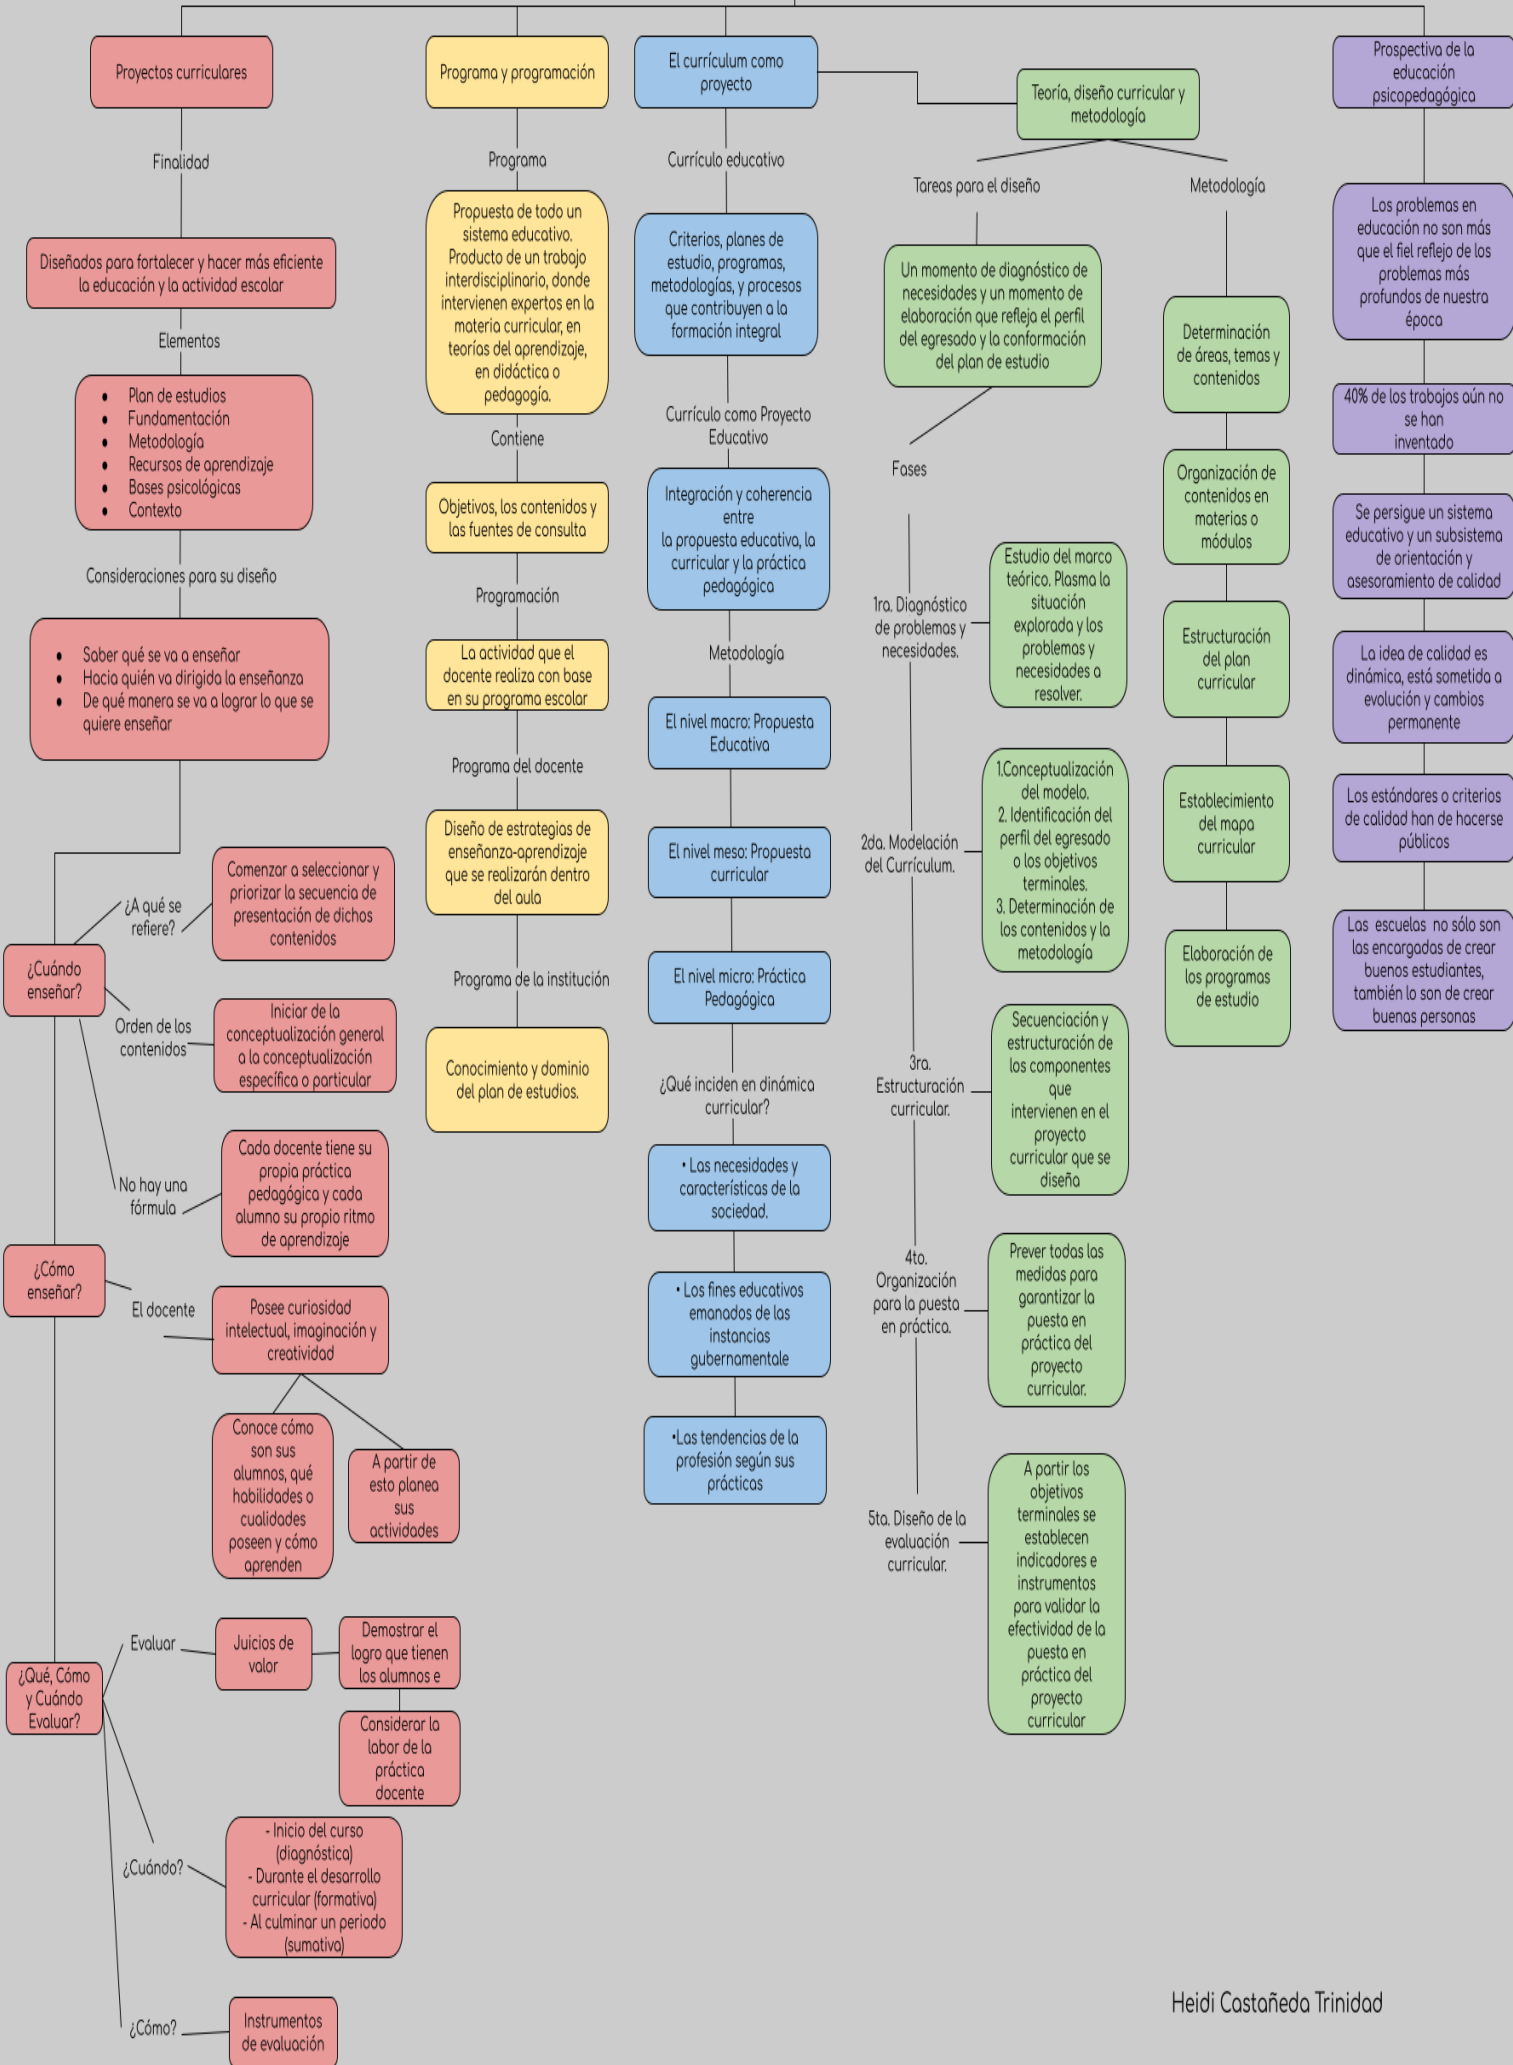 Proyectos curriculares
Finalidad
Diseñados para fortalecer y hacer más eficiente
la educación y la actividad escolar
Elementos
• Plan de estudios
• Fundamentación
• Metodología
• Recursos de aprendizaje
• Bases psicológicas
• Contexto
Consideraciones para su diseño
• Saber qué se va a enseñar
• Hacia quién va dirigida la enseñanza
• De qué manera se va a lograr lo que se
quiere enseñar
¿Cuándo
enseñar?
¿A qué se
refiere?
Comenzar a seleccionar y
priorizar la secuencia de
presentación de dichos
contenidos
Orden de los
contenidos
Iniciar de la
conceptualización general
a la conceptualización
específica o particular
No hay una
fórmula
Cada docente tiene su
propia práctica
pedagógica y cada
alumno su propio ritmo
de aprendizaje
¿Cómo
enseñar?
El docente
Posee curiosidad
intelectual, imaginación y
creatividad
Conoce cómo
son sus
alumnos, qué
habilidades o
cualidades
poseen y cómo
aprenden
A partir de
esto planea
sus
actividades
¿Qué, Cómo
y Cuándo
Evaluar?
Evaluar
Juicios de
valor
Demostrar el
logro que tienen
los alumnos e
Considerar la
labor de la
práctica
docente
¿Cuándo?
- Inicio del curso
(diagnóstica)
- Durante el desarrollo
curricular (formativa)
- Al culminar un periodo
(sumativa)
¿Cómo?
Instrumentos
de evaluación
Programa y programación
Programa
Propuesta de todo un
sistema educativo.
Producto de un trabajo
interdisciplinario, donde
intervienen expertos en la
materia curricular, en
teorías del aprendizaje,
en didáctica o
pedagogía.
Contiene
Objetivos, los contenidos y
las fuentes de consulta
Programación
La actividad que el
docente realiza con base
en su programa escolar
Programa del docente
Diseño de estrategias de
enseñanza-aprendizaje
que se realizarán dentro
del aula
Programa de la institución
Conocimiento y dominio
del plan de estudios.
El currículum como
proyecto
Currículo educativo
Criterios, planes de
estudio, programas,
metodologías, y procesos
que contribuyen a la
formación integral
Currículo como Proyecto
Educativo
Integración y coherencia
entre
la propuesta educativa, la
curricular y la práctica
pedagógica
Metodología
El nivel macro: Propuesta
Educativa
El nivel meso: Propuesta
curricular
El nivel micro: Práctica
Pedagógica
¿Qué inciden en dinámica
curricular?
• Las necesidades y
características de la
sociedad.
• Los fines educativos
emanados de las
instancias
gubernamentale
•Las tendencias de la
profesión según sus
prácticas
Teoría, diseño curricular y
metodología
Tareas para el diseño
Un momento de diagnóstico de
necesidades y un momento de
elaboración que refleja el perfil
del egresado y la conformación
del plan de estudio
Fases
1ra. Diagnóstico
de problemas y
necesidades.
Estudio del marco
teórico. Plasma la
situación
explorada y los
problemas y
necesidades a
resolver.
2da. Modelación
del Currículum.
1.Conceptualización
del modelo.
2. Identificación del
perfil del egresado
o los objetivos
terminales.
3. Determinación de
los contenidos y la
metodología
3ra.
Estructuración
curricular.
Secuenciación y
estructuración de
los componentes
que
intervienen en el
proyecto
curricular que se
diseña
4to.
Organización
para la puesta
en práctica.
Prever todas las
medidas para
garantizar la
puesta en
práctica del
proyecto
curricular.
5ta. Diseño de la
evaluación
curricular.
A partir los
objetivos
terminales se
establecen
indicadores e
instrumentos
para validar la
efectividad de la
puesta en
práctica del
proyecto
curricular
Metodología
Determinación
de áreas, temas y
contenidos
Organización de
contenidos en
materias o
módulos
Estructuración
del plan
curricular
Establecimiento
del mapa
curricular
Elaboración de
los programas
de estudio
Prospectiva de la
educación
psicopedagógica
Los problemas en
educación no son más
que el fiel reflejo de los
problemas más
profundos de nuestra
época
40% de los trabajos aún no
se han
inventado
Se persigue un sistema
educativo y un subsistema
de orientación y
asesoramiento de calidad
La idea de calidad es
dinámica, está sometida a
evolución y cambios
permanente
Los estándares o criterios
de calidad han de hacerse
públicos
Las escuelas no sólo son
las encargadas de crear
buenos estudiantes,
también lo son de crear
buenas personas
Heidi Castañeda Trinidad